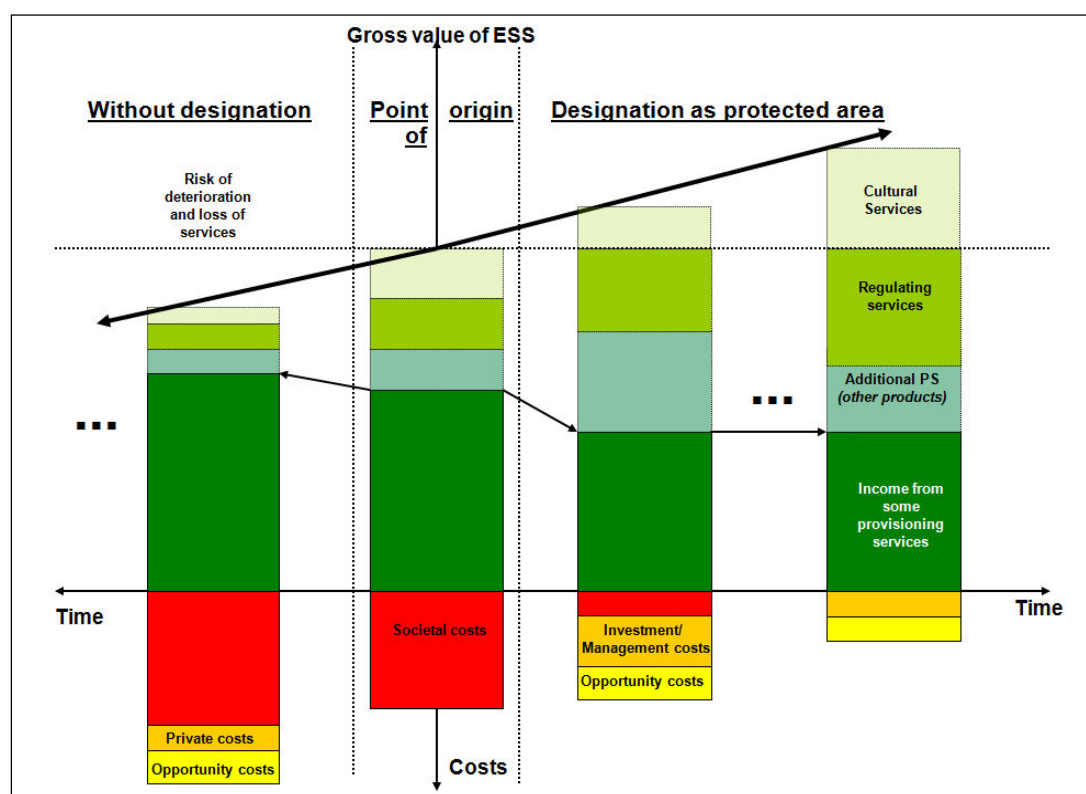 Gross value of ESS
Without designation
Point
of
origin
Designation as protected area
Risk of
deterioration
and loss of
services
Cultural
Services
Regulating
services
Additional PS
(other products)
...
...
Income from
some
provisioning
services
Time
Time
Societal costs
Investment/
Management costs
Opportunity costs
Private costs
Opportunity costs
Costs